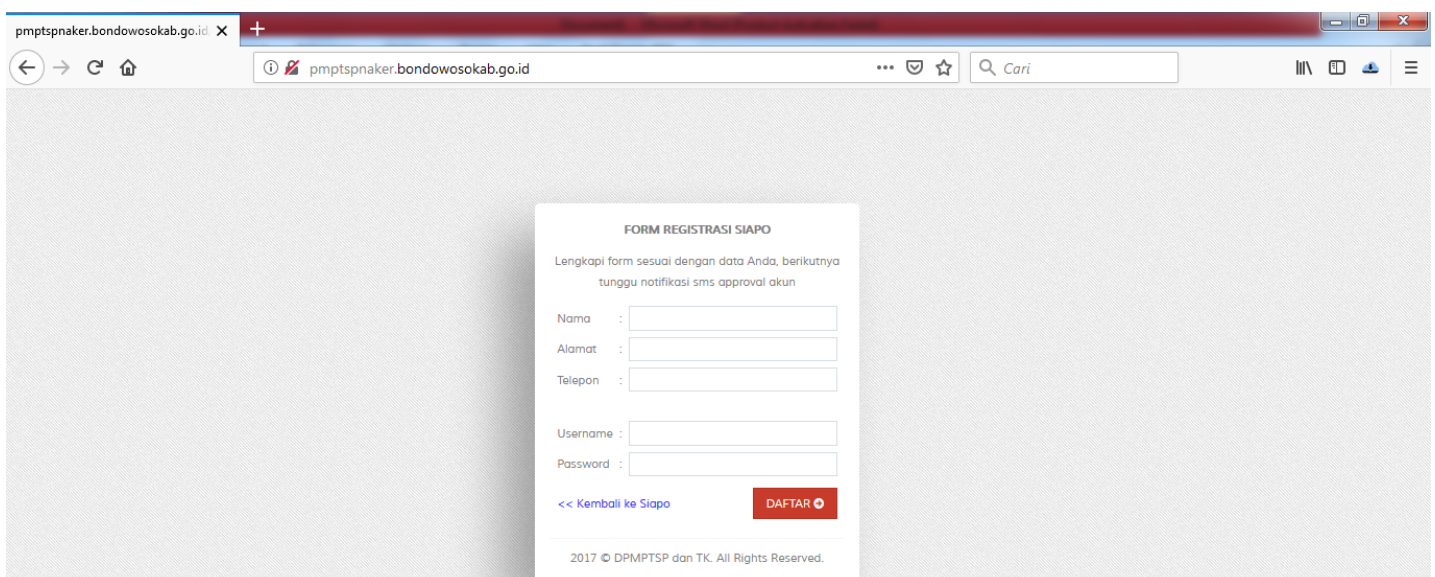 pmptspnaker.bondowosokab.go.id
pmptspnaker.bondowosokab.go.id
Cari
FORM REGISTRASI SIAPO
Lengkapi form sesuai dengan data Anda, berikutnya
tunggu notifikasi sms approval akun
Nama :
Alamat :
Telepon :
Username :
Password :
<< Kembali ke Siapo DAFTAR
2017 © DPMPTSP dan TK. All Rights Reserved.